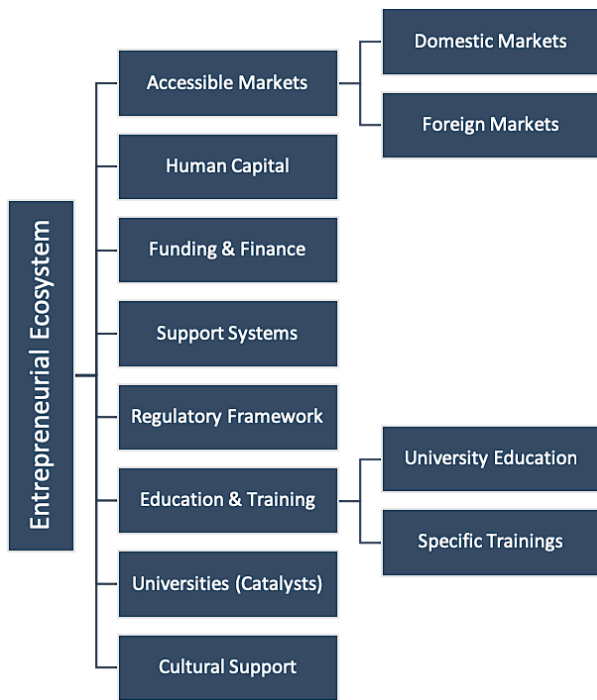 Entrepreneurial Ecosystem
Accessible Markets
Domestic Markets
Foreign Markets
Human Capital
Funding & Finance
Support Systems
Regulatory Framework
Education & Training
University Education
Specific Trainings
Universities (Catalysts)
Cultural Support